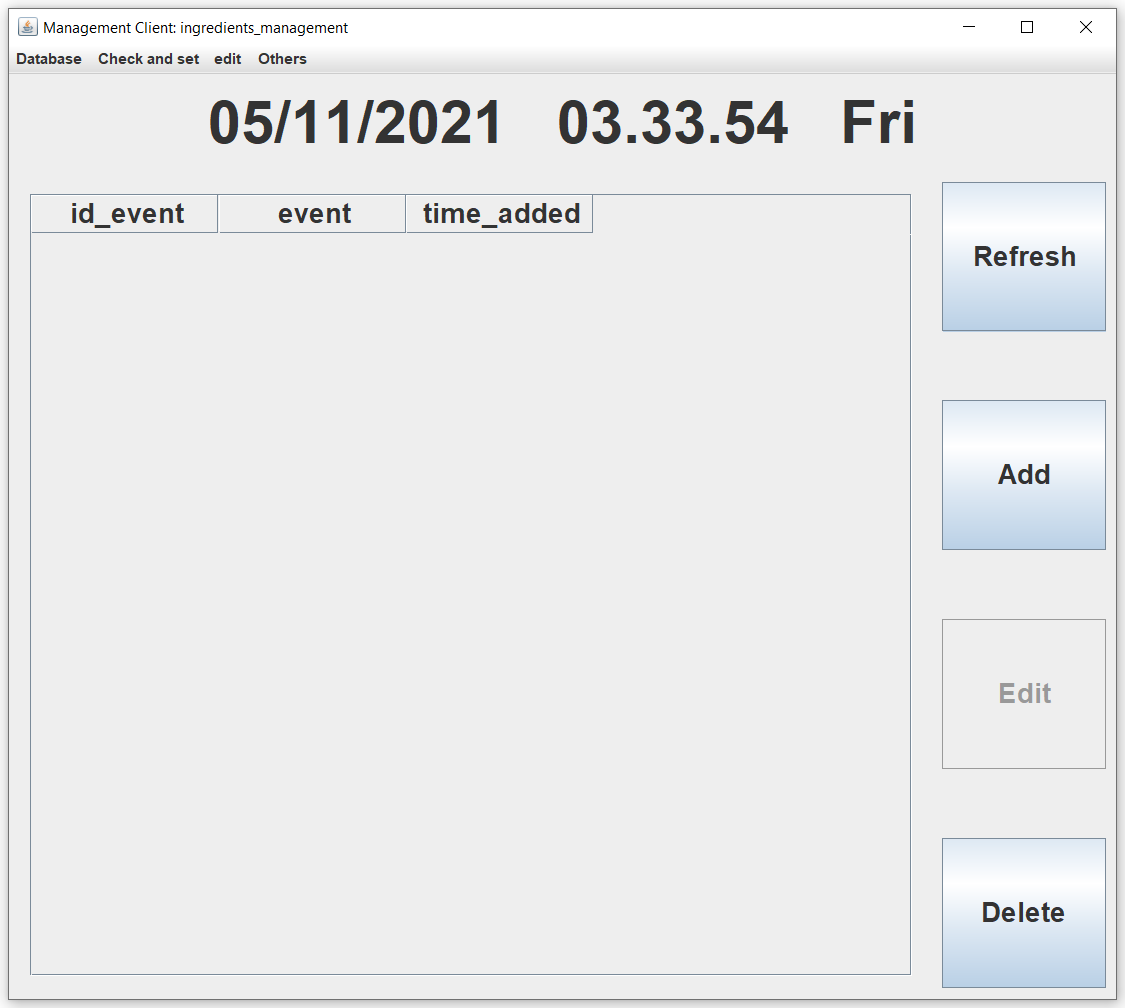 Management Client: ingredients_management
Database Check and set edit Others
05/11/2021 03.33.54 Fri
id_event event time_added
Refresh
Add
Edit
Delete